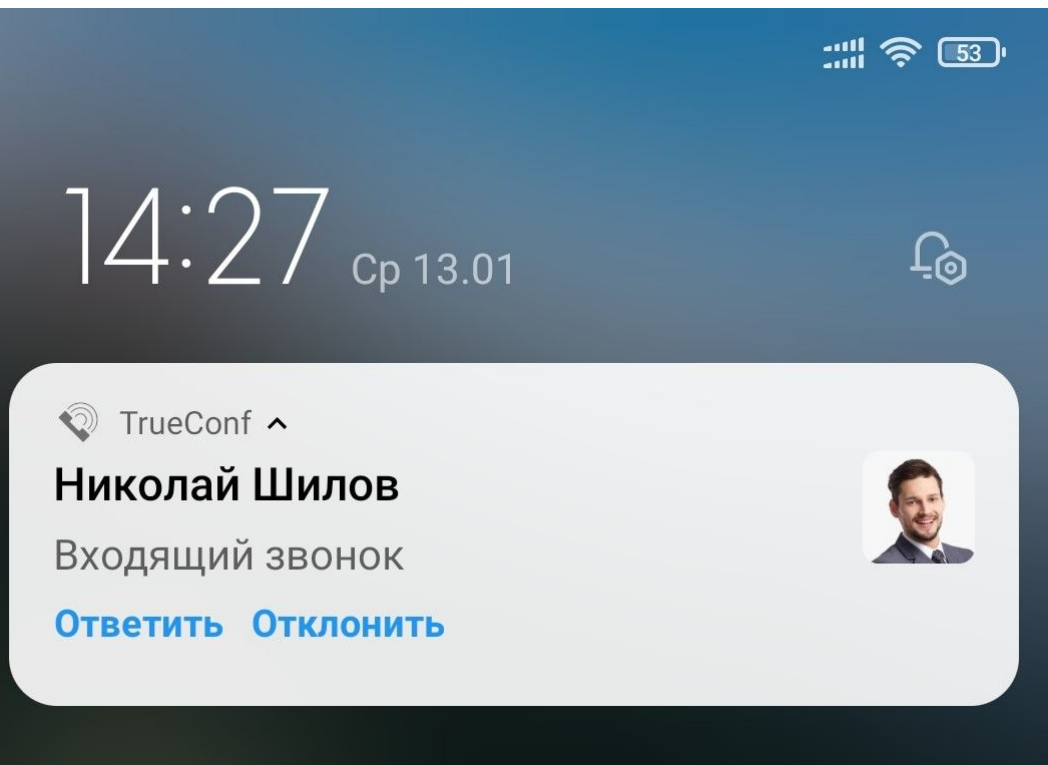 53
14:27 Ср 13.01
TrueConf
Николай Шилов
Входящий звонок
Ответить Отклонить